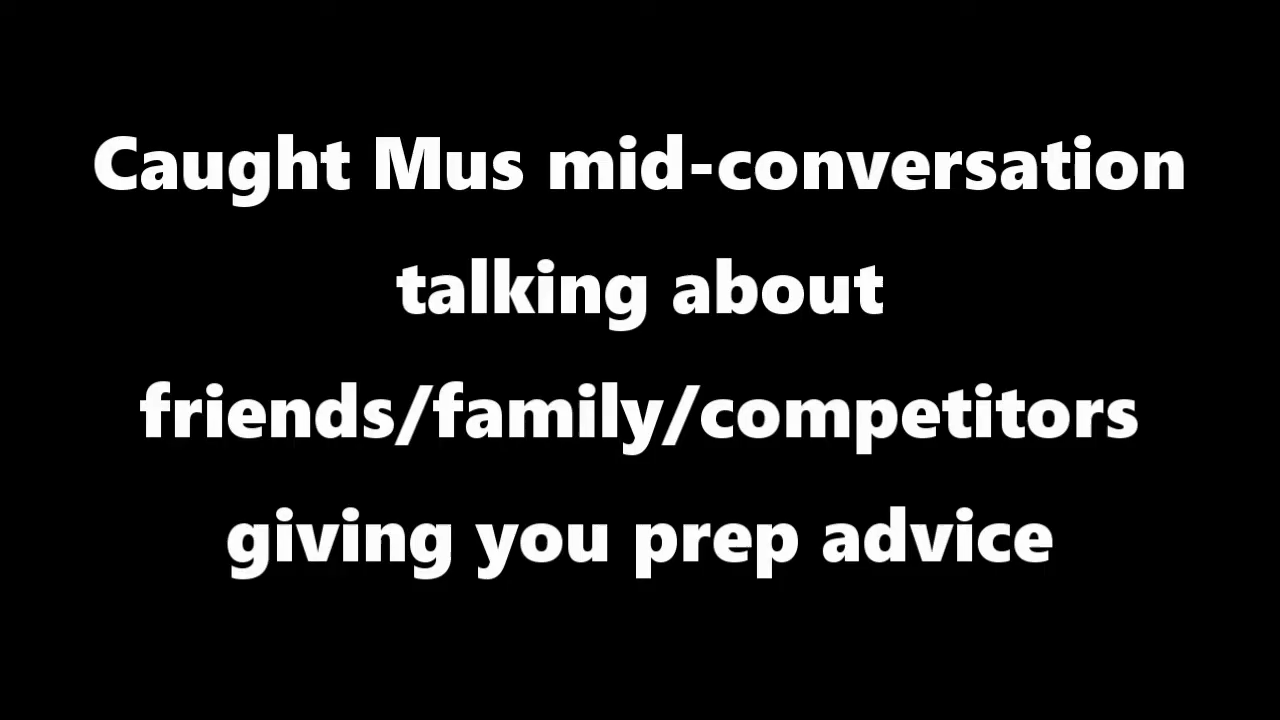 Caught Mus mid-conversation
talking about
friends/family/competitors
giving you prep advice